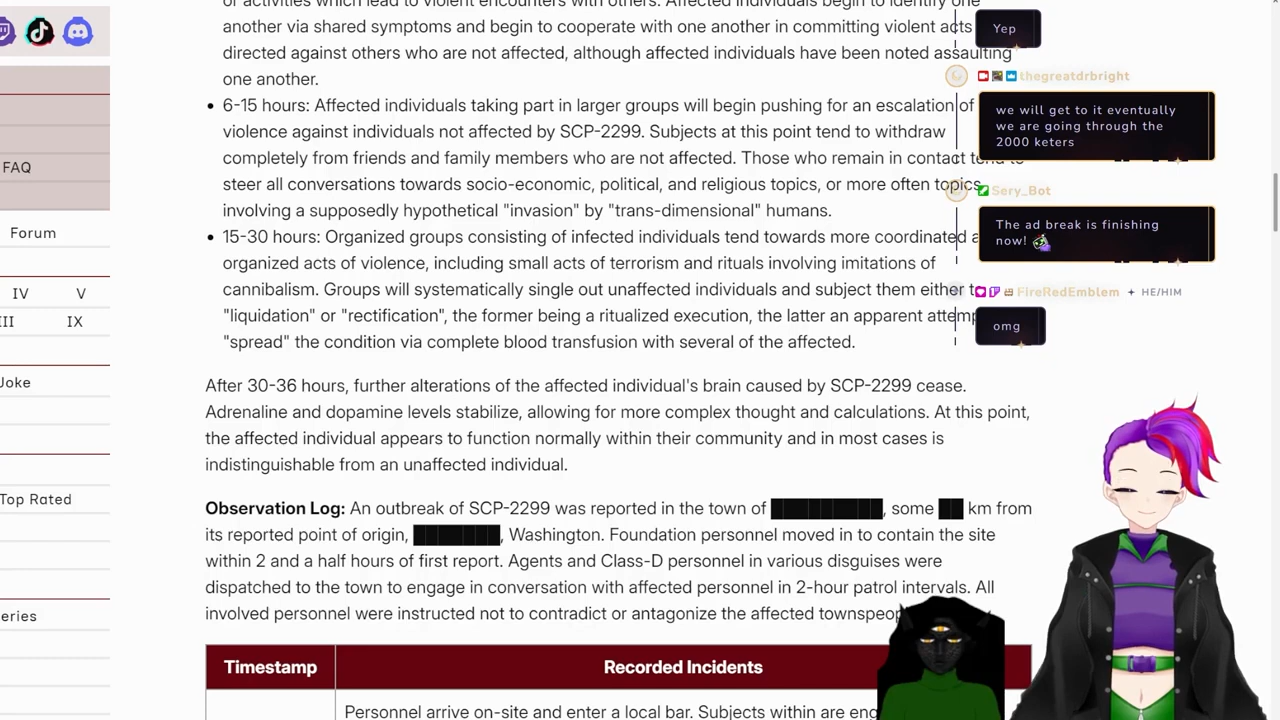 of activities which lead to violent encounters with others. Affected individuals begin to identify one
another via shared symptoms and begin to cooperate with one another in committing violent acts
directed against others who are not affected, although affected individuals have been noted assaulting
one another.
• 6-15 hours: Affected individuals taking part in larger groups will begin pushing for an escalation of
violence against individuals not affected by SCP-2299. Subjects at this point tend to withdraw
completely from friends and family members who are not affected. Those who remain in contact tend to
steer all conversations towards socio-economic, political, and religious topics, or more often topics
involving a supposedly hypothetical "invasion" by "trans-dimensional" humans.
• 15-30 hours: Organized groups consisting of infected individuals tend towards more coordinated a
organized acts of violence, including small acts of terrorism and rituals involving imitations of
cannibalism. Groups will systematically single out unaffected individuals and subject them either to
"liquidation" or "rectification", the former being a ritualized execution, the latter an apparent attemp
"spread" the condition via complete blood transfusion with several of the affected.
After 30-36 hours, further alterations of the affected individual's brain caused by SCP-2299 cease.
Adrenaline and dopamine levels stabilize, allowing for more complex thought and calculations. At this point,
the affected individual appears to function normally within their community and in most cases is
indistinguishable from an unaffected individual.
Observation Log: An outbreak of SCP-2299 was reported in the town of █████████, some ██ km from
its reported point of origin, ███████, Washington. Foundation personnel moved in to contain the site
within 2 and a half hours of first report. Agents and Class-D personnel in various disguises were
dispatched to the town to engage in conversation with affected personnel in 2-hour patrol intervals. All
involved personnel were instructed not to contradict or antagonize the affected townspeop
Timestamp
Recorded Incidents
Personnel arrive on-site and enter a local bar. Subjects within are eng
FAQ
Forum
IV V
III IX
Joke
Top Rated
eries
Yep
thegreatdrbright
we will get to it eventually
we are going through the
2000 keters
Sery_Bot
The ad break is finishing
now!
FireRedEmblem HE/HIM
omg